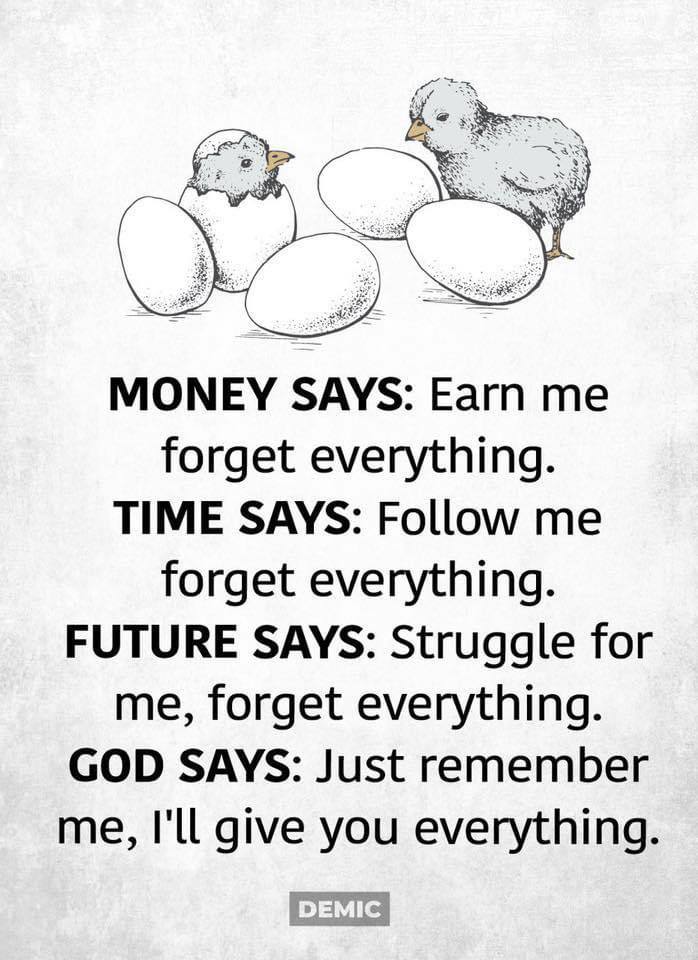 MONEY SAYS: Earn me
forget everything.
TIME SAYS: Follow me
forget everything.
FUTURE SAYS: Struggle for
me, forget everything.
GOD SAYS: Just remember
me, I'll give you everything.
DEMIC